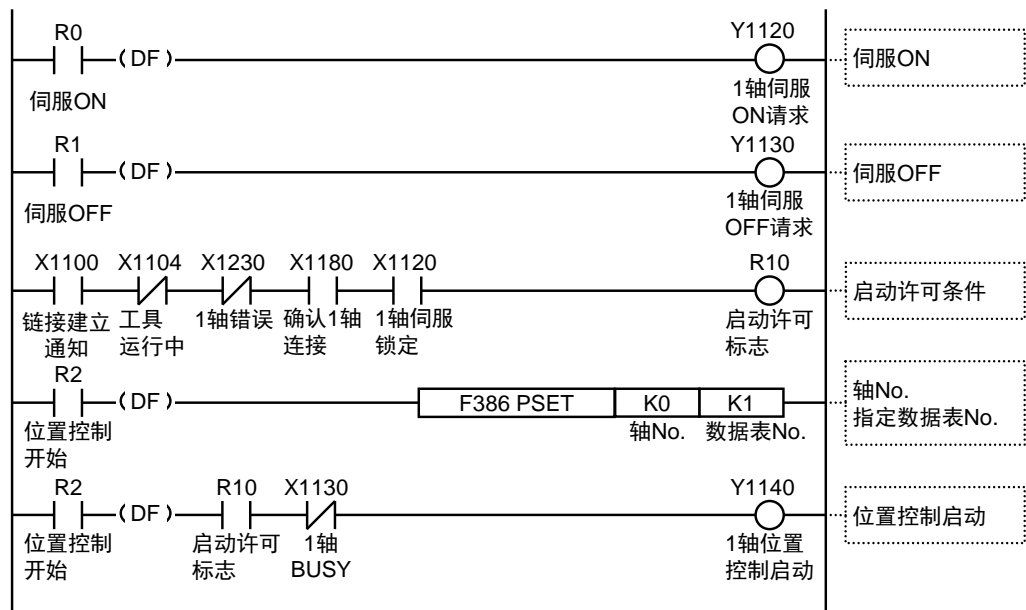 R0 Y1120
( DF ) 伺服ON
伺服ON 1轴伺服
ON请求
R1 Y1130
( DF ) 伺服OFF
伺服OFF 1轴伺服
OFF请求
X1100 X1104 X1230 X1180 X1120 R10
启动许可条件
链接建立 工具 1轴错误 确认1轴 1轴伺服 启动许可
通知 运行中 连接 锁定 标志
R2
( DF ) F386 PSET K0 K1 轴No.
位置控制 轴No. 数据表No. 指定数据表No.
开始
R2 R10 X1130 Y1140
( DF ) 位置控制启动
位置控制 启动许可 1轴 1轴位置
开始 标志 BUSY 控制启动